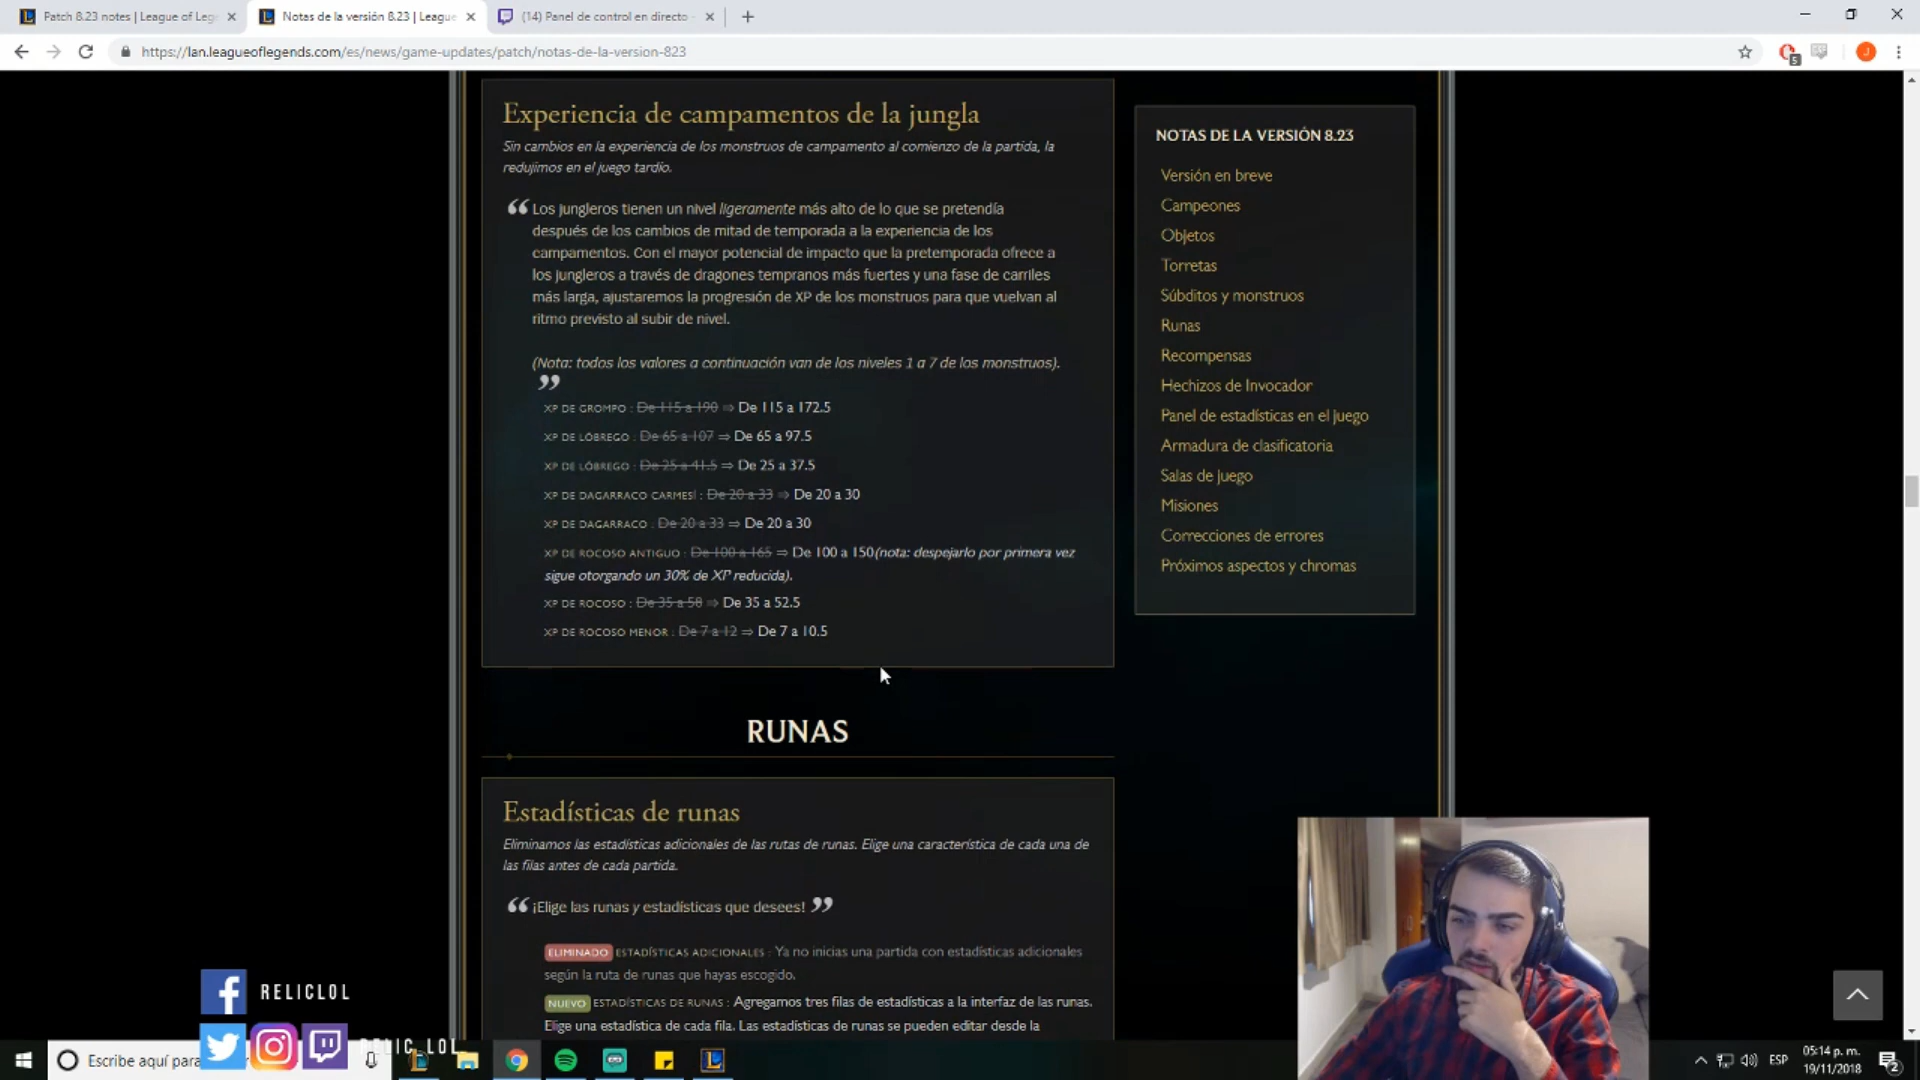 Patch 8.23 notes | League of Leg
Notas de la versión 8.23 | League
(14) Panel de control en directo
https://lan.leagueoflegends.com/es/news/game-updates/patch/notas-de-la-version-823
5
J
Experiencia de campamentos de la jungla
Sin cambios en la experiencia de los monstruos de campamento al comienzo de la partida, la
redujimos en el juego tardío.
“ Los jungleros tienen un nivel ligeramente más alto de lo que se pretendía
después de los cambios de mitad de temporada a la experiencia de los
campamentos. Con el mayor potencial de impacto que la pretemporada ofrece a
los jungleros a través de dragones tempranos más fuertes y una fase de carriles
más larga, ajustaremos la progresión de XP de los monstruos para que vuelvan al
ritmo previsto al subir de nivel.
(Nota: todos los valores a continuación van de los niveles 1 a 7 de los monstruos).
”
XP DE GROMPO : De 115 a 190 ⇒ De 115 a 172.5
XP DE LÓBREGO : De 65 a 107 ⇒ De 65 a 97.5
XP DE LÓBREGO : De 25 a 41.5 ⇒ De 25 a 37.5
XP DE DAGARRACO CARMESÍ : De 20 a 33 ⇒ De 20 a 30
XP DE DAGARRACO : De 20 a 33 ⇒ De 20 a 30
XP DE ROCOSO ANTIGUO : De 100 a 165 ⇒ De 100 a 150(nota: despejarlo por primera vez
sigue otorgando un 30% de XP reducida).
XP DE ROCOSO : De 35 a 58 ⇒ De 35 a 52.5
XP DE ROCOSO MENOR : De 7 a 12 ⇒ De 7 a 10.5
RUNAS
Estadísticas de runas
Eliminamos las estadísticas adicionales de las rutas de runas. Elige una característica de cada una de
las filas antes de cada partida.
“ ¡Elige las runas y estadísticas que desees! ”
ELIMINADO ESTADÍSTICAS ADICIONALES : Ya no inicias una partida con estadísticas adicionales
según la ruta de runas que hayas escogido.
NUEVO ESTADÍSTICAS DE RUNAS : Agregamos tres filas de estadísticas a la interfaz de las runas.
Elige una estadística de cada fila. Las estadísticas de runas se pueden editar desde la
NOTAS DE LA VERSIÓN 8.23
Versión en breve
Campeones
Objetos
Torretas
Súbditos y monstruos
Runas
Recompensas
Hechizos de Invocador
Panel de estadísticas en el juego
Armadura de clasificatoria
Salas de juego
Misiones
Correcciones de errores
Próximos aspectos y chromas
RELICLOL
RELIC_LOL
Escribe aquí para
ESP
05:14 p. m.
19/11/2018
2